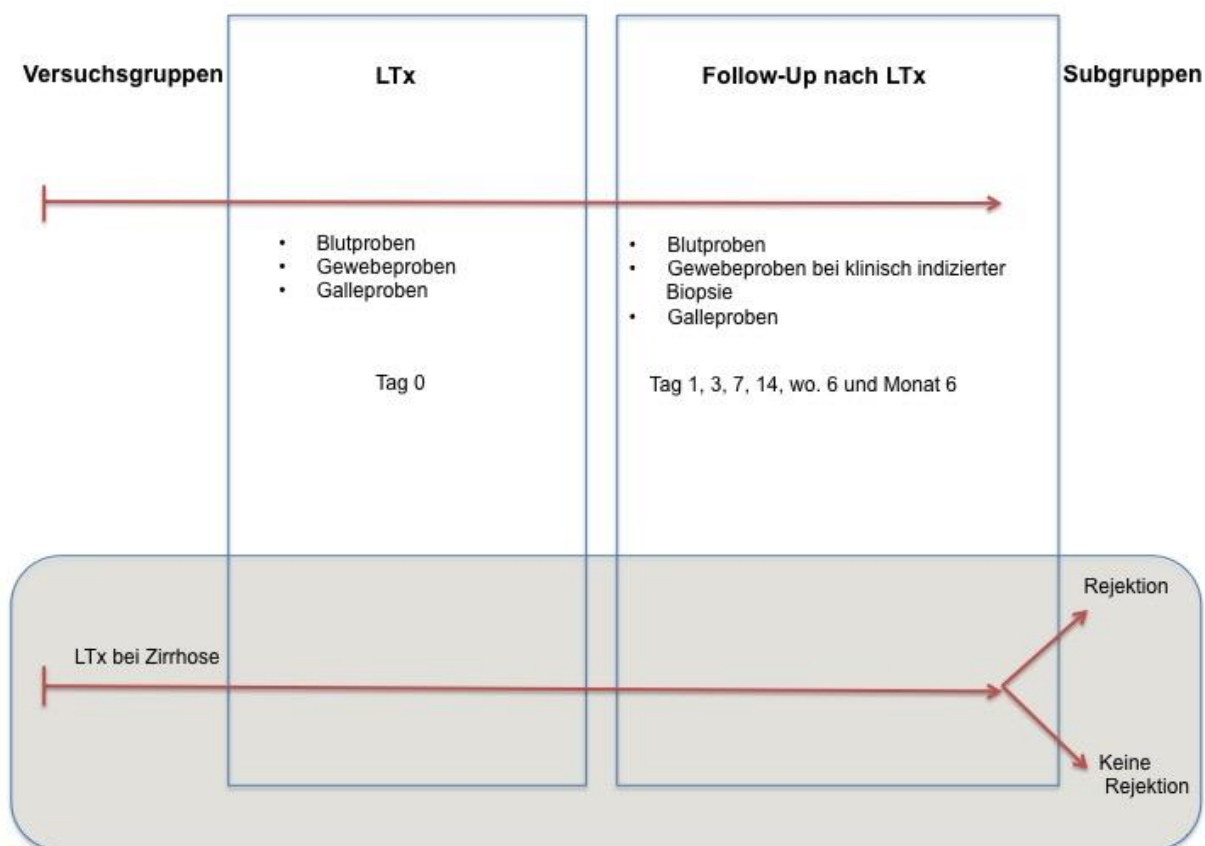 Versuchsgruppen
LTx
Follow-Up nach LTx
Subgruppen
• Blutproben
• Gewebeproben
• Galleproben
• Blutproben
• Gewebeproben bei klinisch indizierter
Biopsie
• Galleproben
Tag 0
Tag 1, 3, 7, 14, wo. 6 und Monat 6
Rejektion
LTx bei Zirrhose
Keine
Rejektion